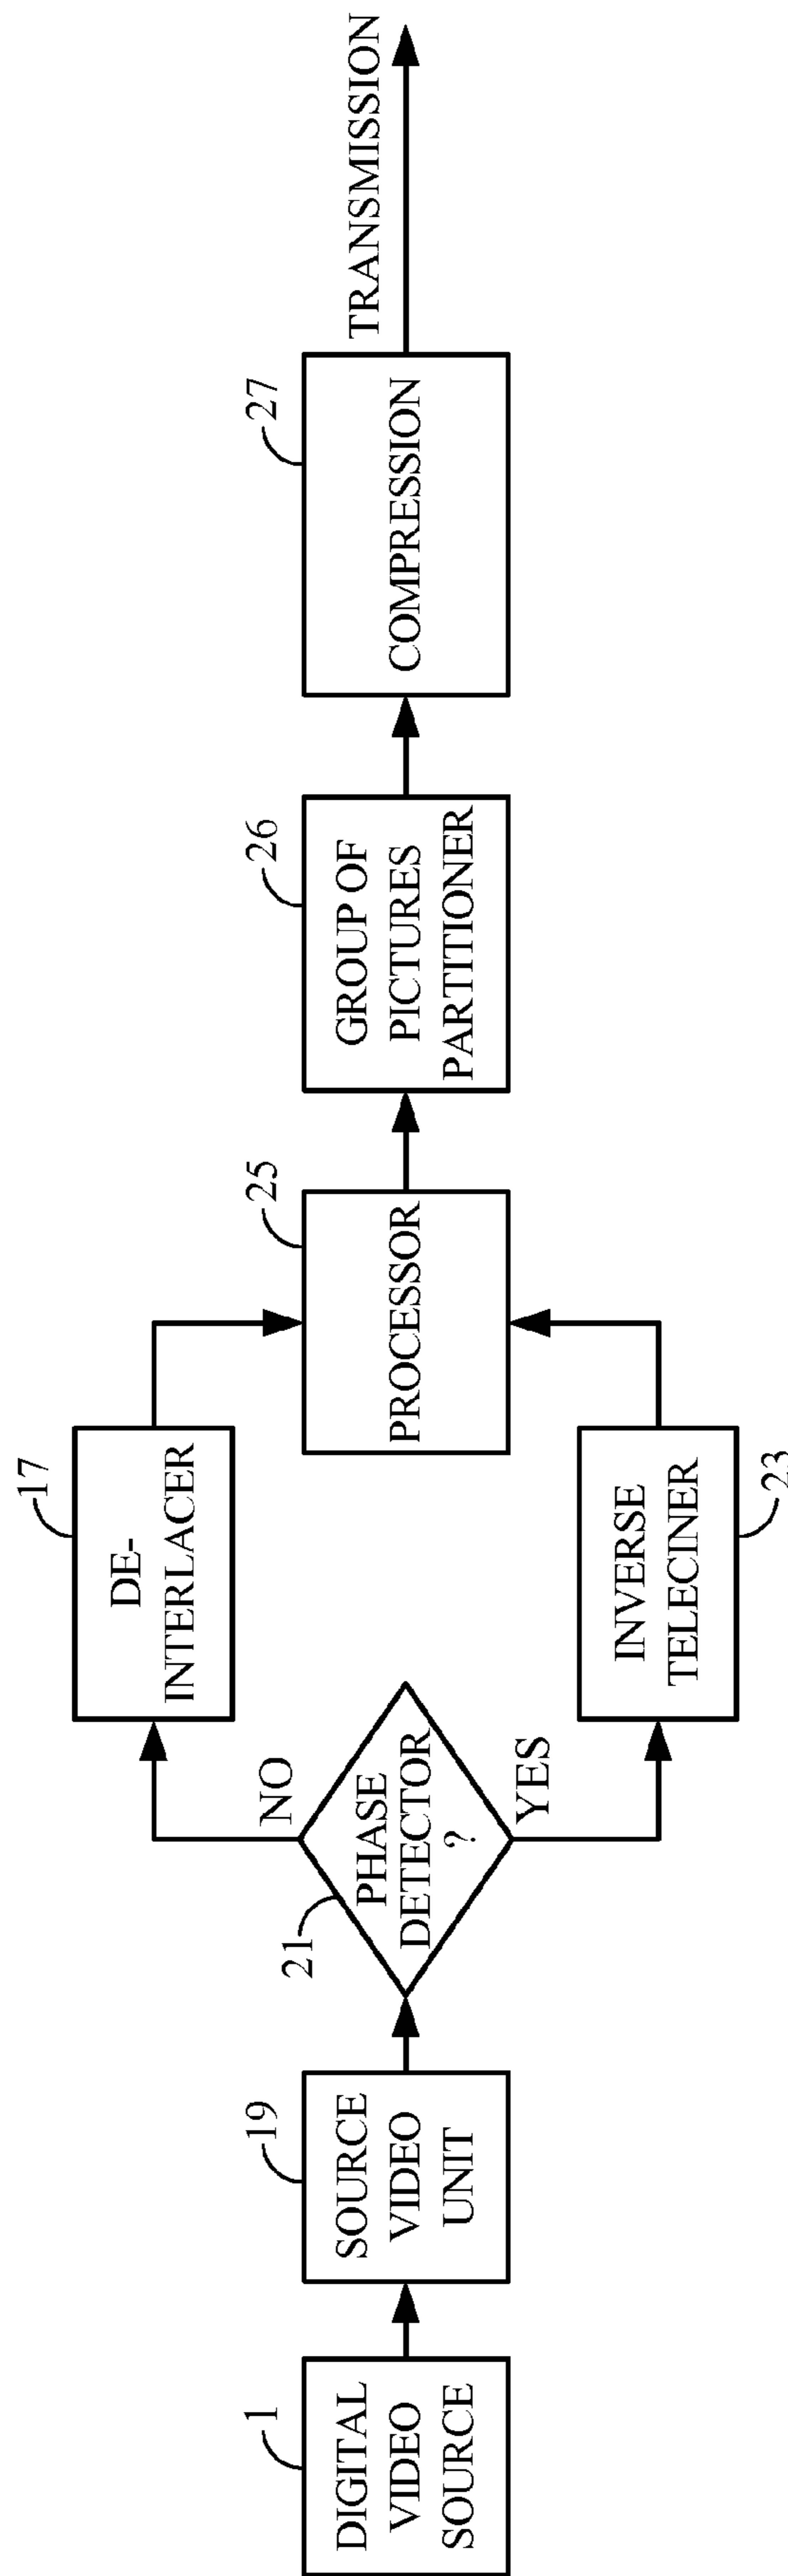 1
DIGITAL
VIDEO
SOURCE
19
SOURCE
VIDEO
UNIT
21
PHASE
DETECTOR
?
NO
YES
17
DE-
INTERLACER
23
INVERSE
TELECINER
25
PROCESSOR
26
GROUP OF
PICTURES
PARTITIONER
27
COMPRESSION
TRANSMISSION